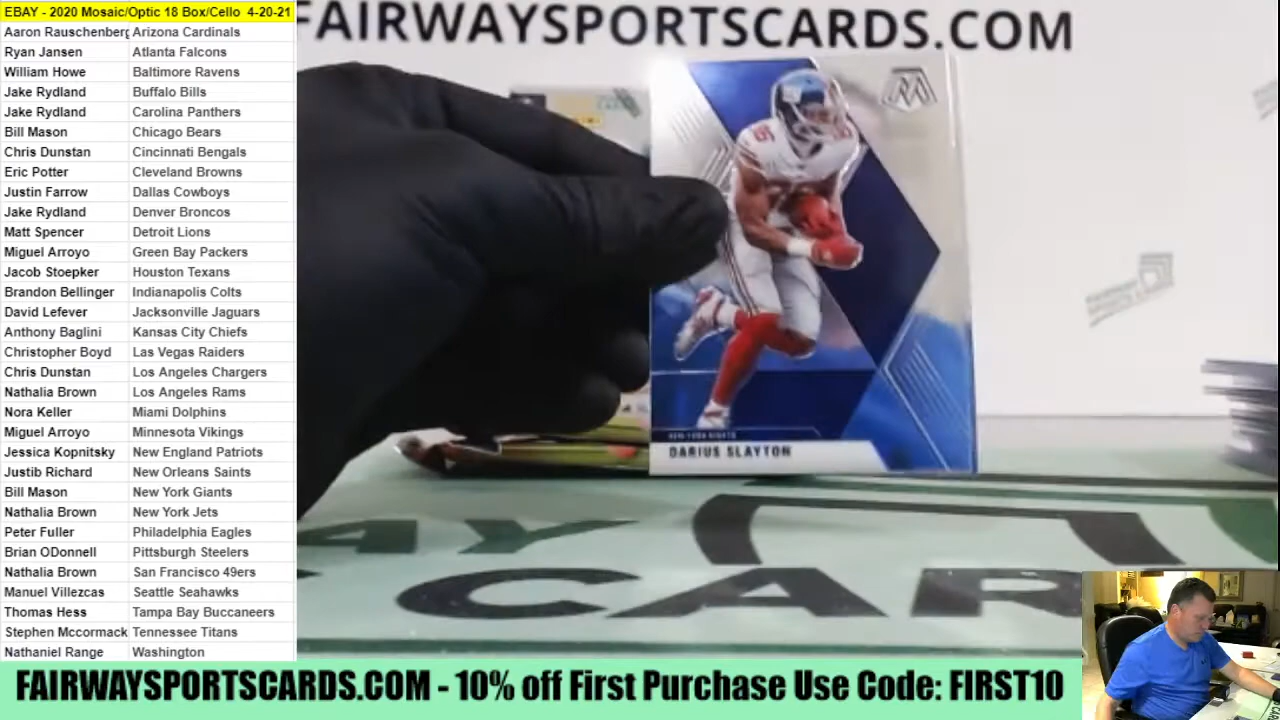 EBAY - 2020 Mosaic/Optic 18 Box/Cello 4-20-21
Aaron Rauschenberg Arizona Cardinals
Ryan Jansen Atlanta Falcons
William Howe Baltimore Ravens
Jake Rydland Buffalo Bills
Jake Rydland Carolina Panthers
Bill Mason Chicago Bears
Chris Dunstan Cincinnati Bengals
Eric Potter Cleveland Browns
Justin Farrow Dallas Cowboys
Jake Rydland Denver Broncos
Matt Spencer Detroit Lions
Miguel Arroyo Green Bay Packers
Jacob Stoepker Houston Texans
Brandon Bellinger Indianapolis Colts
David Lefever Jacksonville Jaguars
Anthony Baglini Kansas City Chiefs
Christopher Boyd Las Vegas Raiders
Chris Dunstan Los Angeles Chargers
Nathalia Brown Los Angeles Rams
Nora Keller Miami Dolphins
Miguel Arroyo Minnesota Vikings
Jessica Kopnitsky New England Patriots
Justib Richard New Orleans Saints
Bill Mason New York Giants
Nathalia Brown New York Jets
Peter Fuller Philadelphia Eagles
Brian ODonnell Pittsburgh Steelers
Nathalia Brown San Francisco 49ers
Manuel Villezcas Seattle Seahawks
Thomas Hess Tampa Bay Buccaneers
Stephen Mccormack Tennessee Titans
Nathaniel Range Washington
FAIRWAYSPORTSCARDS.COM
M
NEW YORK GIANTS
DARIUS SLAYTON
AY
CAR
FAIRWAYSPORTSCARDS.COM - 10% off First Purchase Use Code: FIRST10